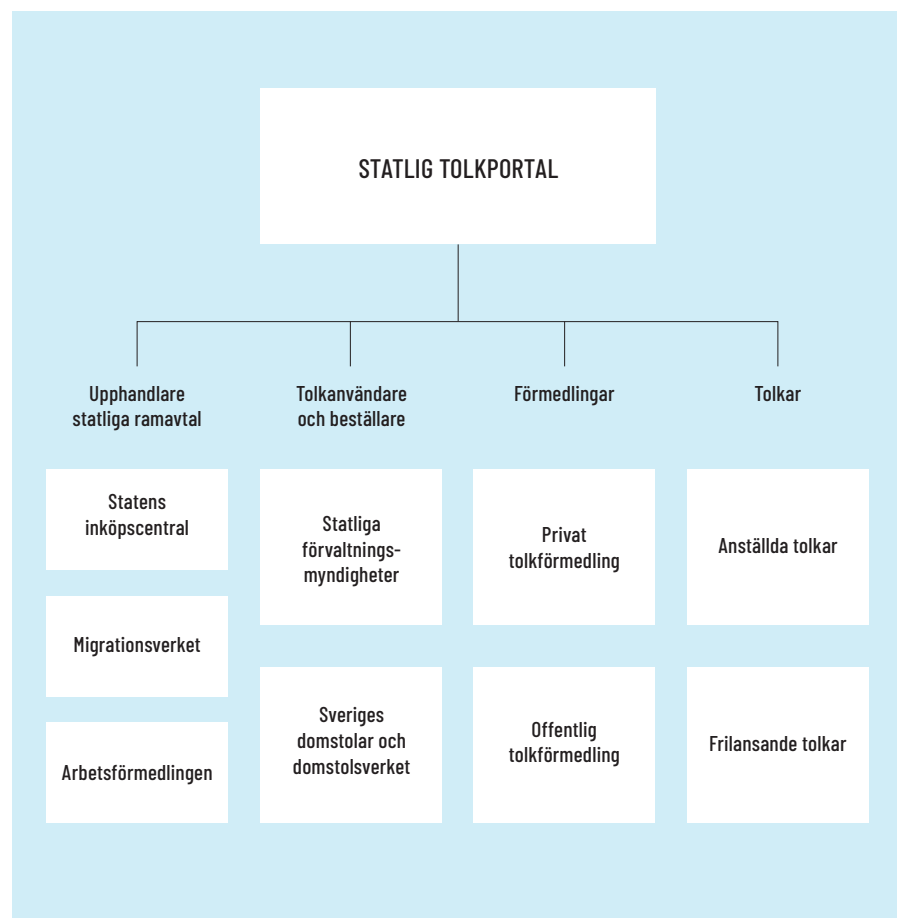 STATLIG TOLKPORTAL
Upphandlare
statliga ramavtal
Tolkanvändare
och beställare
Förmedlingar
Tolkar
Statens
inköpscentral
Migrationsverket
Arbetsförmedlingen
Statliga
förvaltnings-
myndigheter
Sveriges
domstolar och
domstolsverket
Privat
tolkförmedling
Offentlig
tolkförmedling
Anställda tolkar
Frilansande tolkar